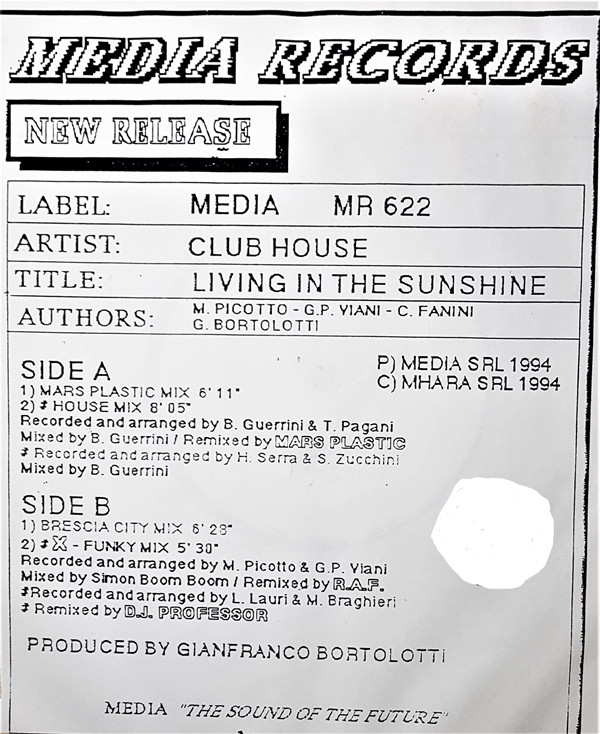 MEDIA RECORDS
NEW RELEASE
LABEL: MEDIA MR 622
ARTIST: CLUB HOUSE
TITLE: LIVING IN THE SUNSHINE
AUTHORS: M. PICOTTO - G.P. VIANI - C. FANINI
G. BORTOLOTTI
P) MEDIA SRL 1994
C) MHARA SRL 1994
SIDE A
1) MARS PLASTIC MIX 6' 11"
2) * HOUSE MIX 8' 05"
Recorded and arranged by B. Guerrini & T. Pagani
Mixed by B. Guerrini / Remixed by MARS PLASTIC
* Recorded and arranged by H. Serra & S. Zucchini
Mixed by B. Guerrini
SIDE B
1) BRESCIA CITY MIX 6' 28"
2) * X - FUNKY MIX 5' 30"
Recorded and arranged by M. Picotto & G.P. Viani
Mixed by Simon Boom Boom / Remixed by R.A.F.
*Recorded and arranged by L. Lauri & M. Braghieri
* Remixed by D.J. PROFESSOR
PRODUCED BY GIANFRANCO BORTOLOTTI
MEDIA "THE SOUND OF THE FUTURE"